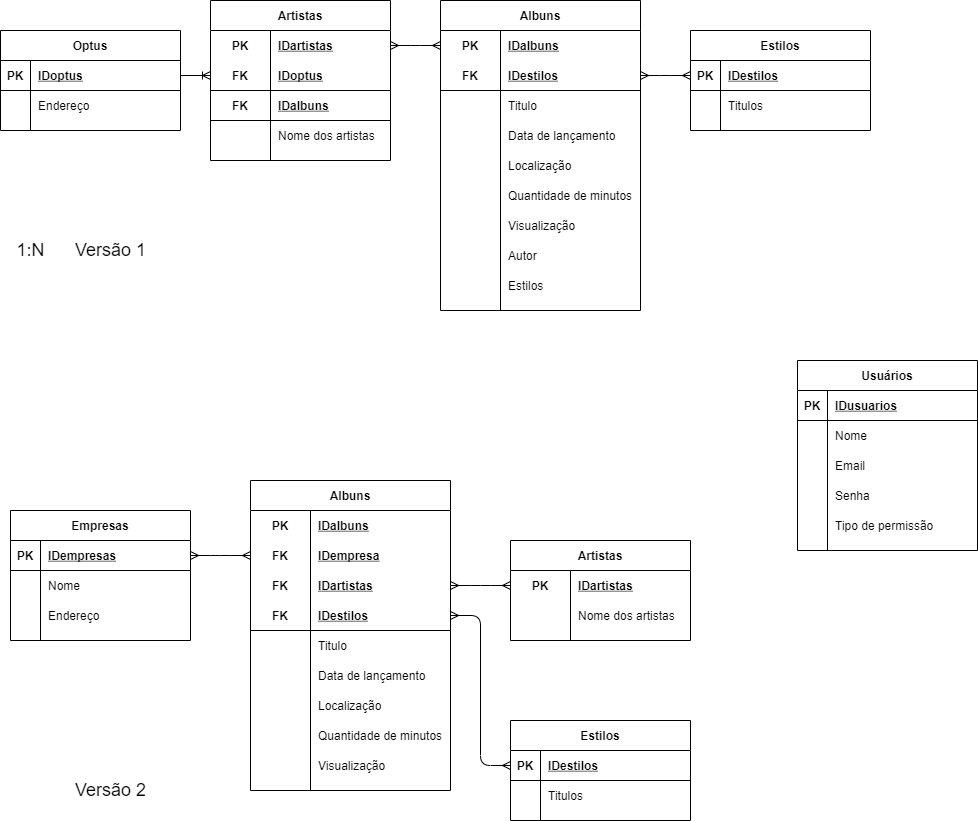 Optus
PK IDoptus
Endereço
Artistas
PK IDartistas
FK IDoptus
FK IDalbuns
Nome dos artistas
Albuns
PK IDalbuns
FK IDestilos
Titulo
Data de lançamento
Localização
Quantidade de minutos
Visualização
Autor
Estilos
Estilos
PK IDestilos
Titulos
1:N Versão 1
Usuários
PK IDusuarios
Nome
Email
Senha
Tipo de permissão
Empresas
PK IDempresas
Nome
Endereço
Albuns
PK IDalbuns
FK IDempresa
FK IDartistas
FK IDestilos
Titulo
Data de lançamento
Localização
Quantidade de minutos
Visualização
Artistas
PK IDartistas
Nome dos artistas
Estilos
PK IDestilos
Titulos
Versão 2